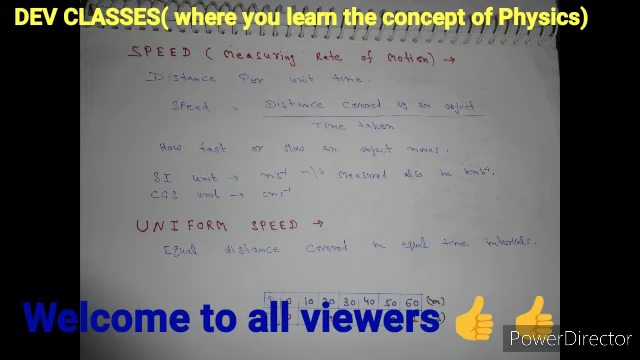 DEV CLASSES( where you learn the concept of Physics)
SPEED ( Measuring Rate of Motion) →
Distance Per unit time.
Speed = Distance covered by an object
Time taken
How fast or slow an object moves.
SI unit → ms⁻¹ m/s Measured also in kmh⁻¹
CGS unit → cms⁻¹
UNIFORM SPEED →
Equal distance covered in equal time intervals.
0 10 20 30 40 50 60 (m)
Welcome to all viewers 👍 👍
PowerDirector